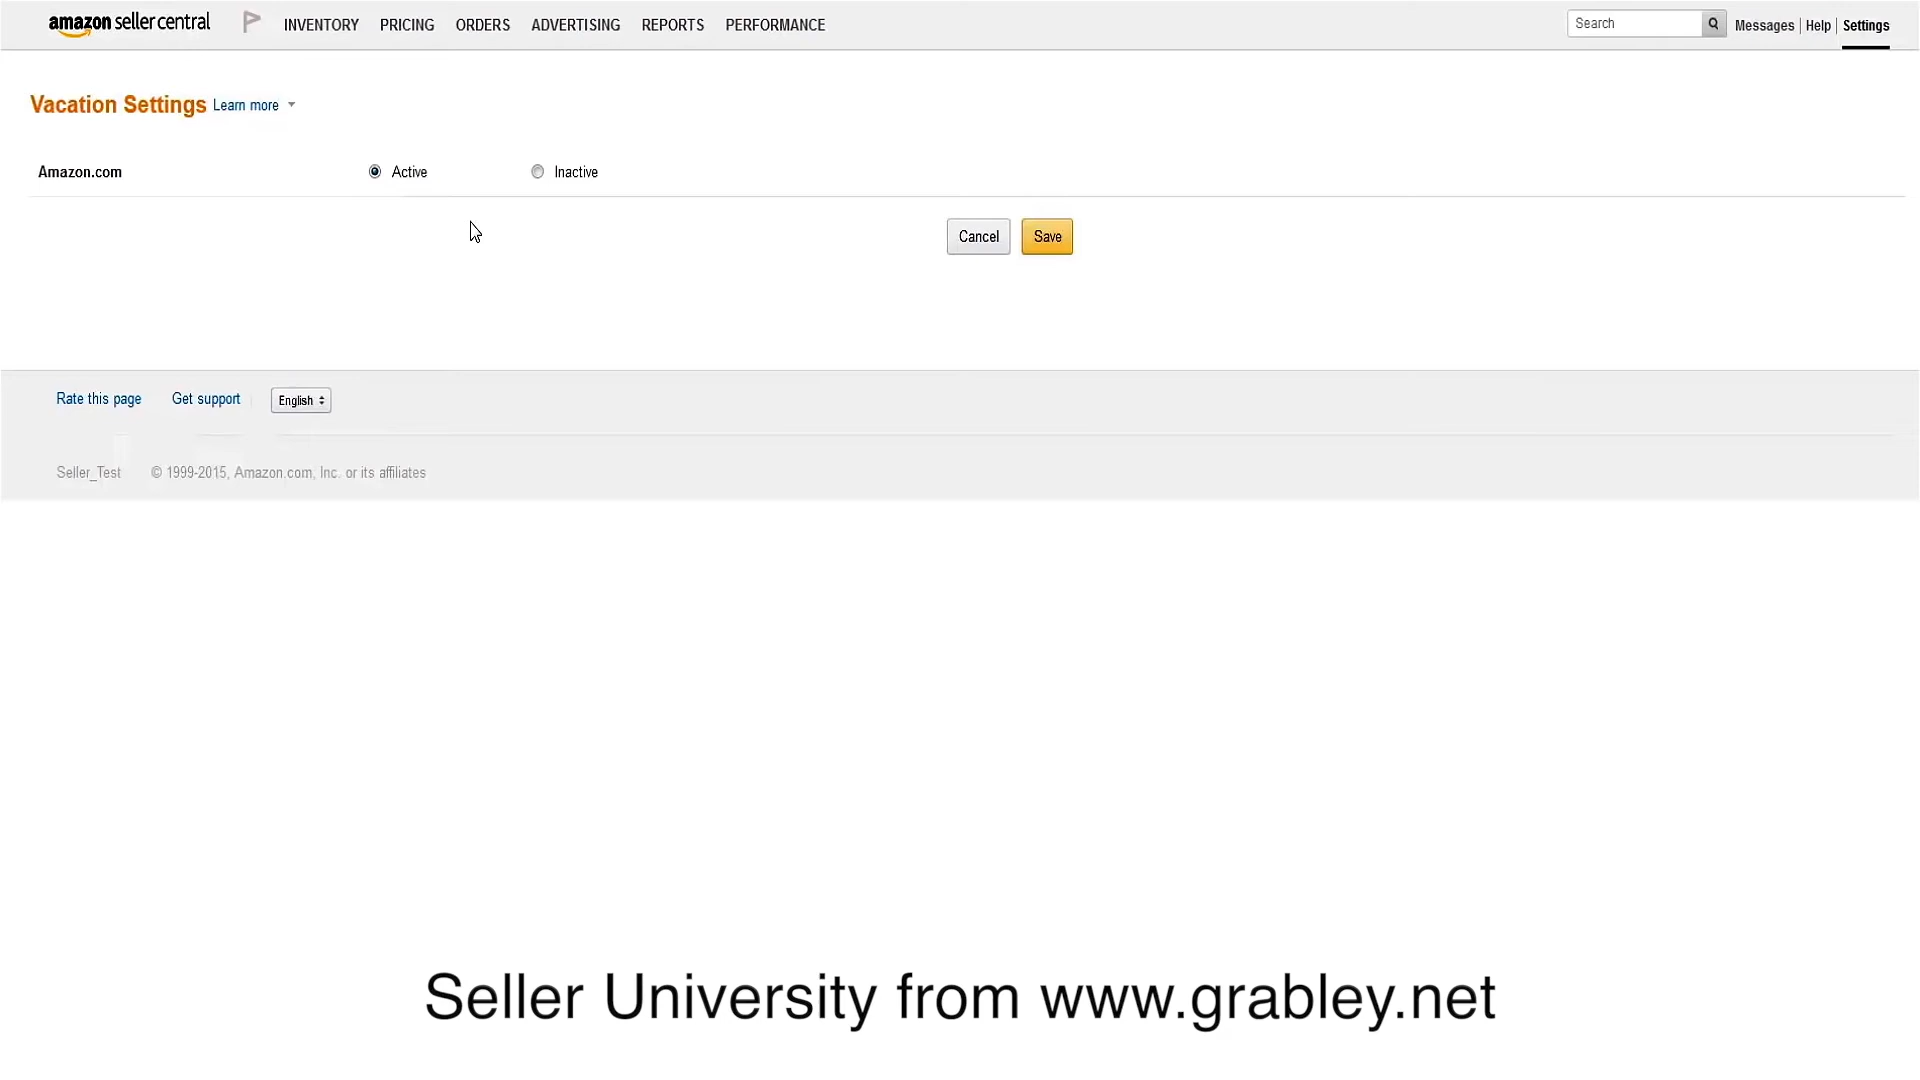 amazon seller central INVENTORY PRICING ORDERS ADVERTISING REPORTS PERFORMANCE Search Messages | Help | Settings
Vacation Settings Learn more
Amazon.com Active Inactive
Cancel Save
Rate this page Get support English
Seller_Test © 1999-2015, Amazon.com, Inc. or its affiliates
Seller University from www.grabley.net